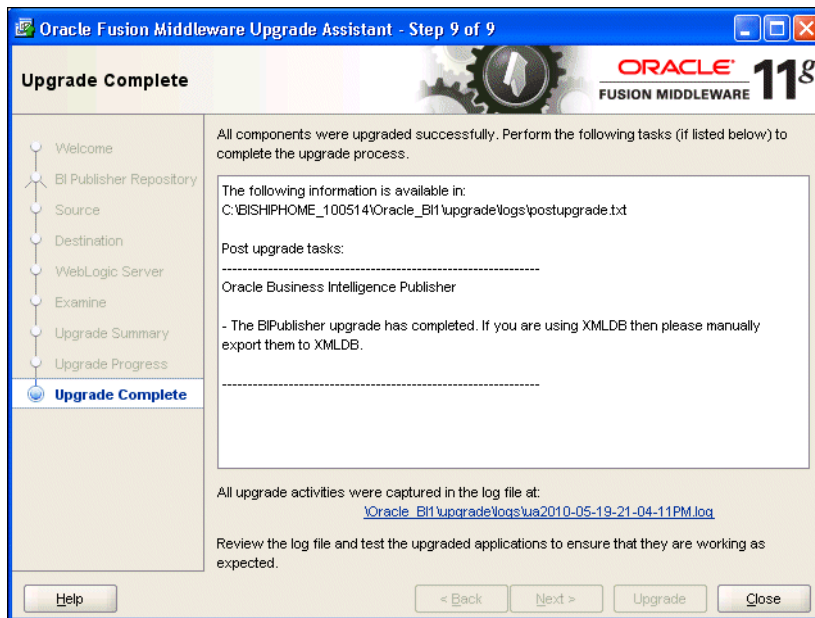 Oracle Fusion Middleware Upgrade Assistant - Step 9 of 9
Upgrade Complete
ORACLE
FUSION MIDDLEWARE
11g
Welcome
BI Publisher Repository
Source
Destination
WebLogic Server
Examine
Upgrade Summary
Upgrade Progress
Upgrade Complete
All components were upgraded successfully. Perform the following tasks (if listed below) to
complete the upgrade process.
The following information is available in:
C:\BISHIPHOME_100514\Oracle_BI1\upgrade\logs\postupgrade.txt
Post upgrade tasks:
----------------------------------------------------------------
Oracle Business Intelligence Publisher
- The BIPublisher upgrade has completed. If you are using XMLDB then please manually
export them to XMLDB.
----------------------------------------------------------------
All upgrade activities were captured in the log file at:
\Oracle_BI1\upgrade\logs\ua2010-05-19-21-04-11PM.log
Review the log file and test the upgraded applications to ensure that they are working as
expected.
Help
< Back
Next >
Upgrade
Close